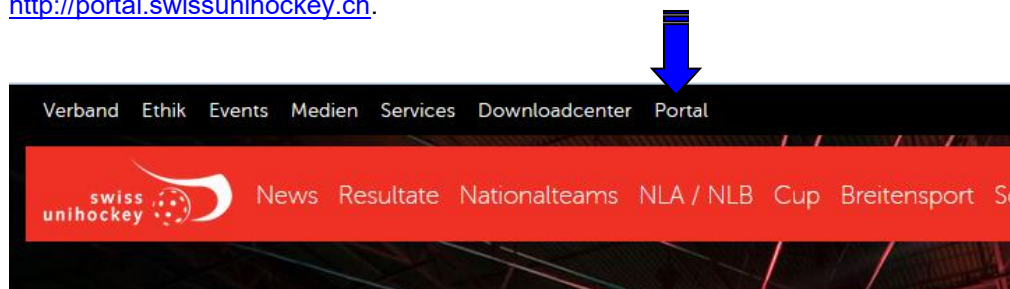 http://portal.swissunihockey.ch.
Verband Ethik Events Medien Services Downloadcenter Portal
swiss
unihockey
News Resultate Nationalteams NLA / NLB Cup Breitensport